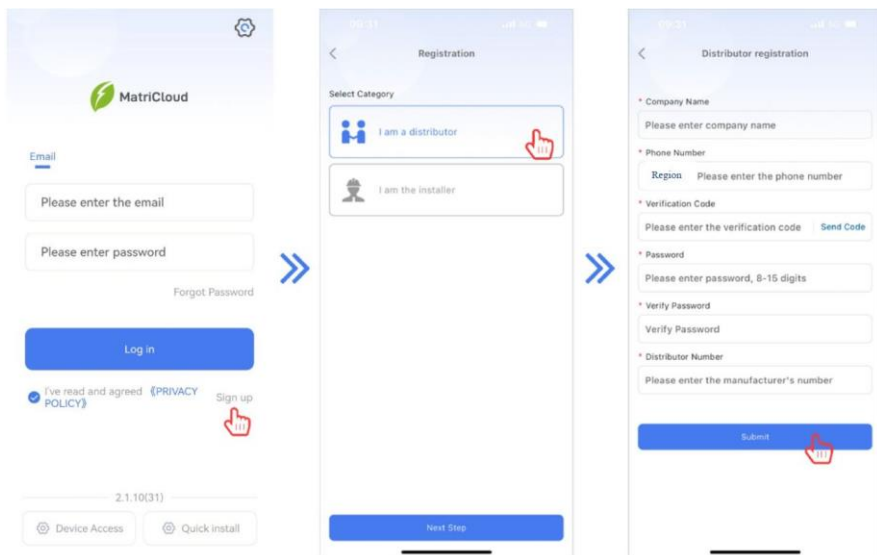 MatriCloud
Email
Please enter the email
Please enter password
Forgot Password
Log in
I've read and agreed 《PRIVACY
POLICY》
Sign up
2.1.10(31)
Device Access
Quick install
Registration
Select Category
I am a distributor
I am the installer
Next Step
Distributor registration
* Company Name
Please enter company name
* Phone Number
Region Please enter the phone number
* Verification Code
Please enter the verification code Send Code
* Password
Please enter password, 8-15 digits
* Verify Password
Verify Password
* Distributor Number
Please enter the manufacturer's number
Submit